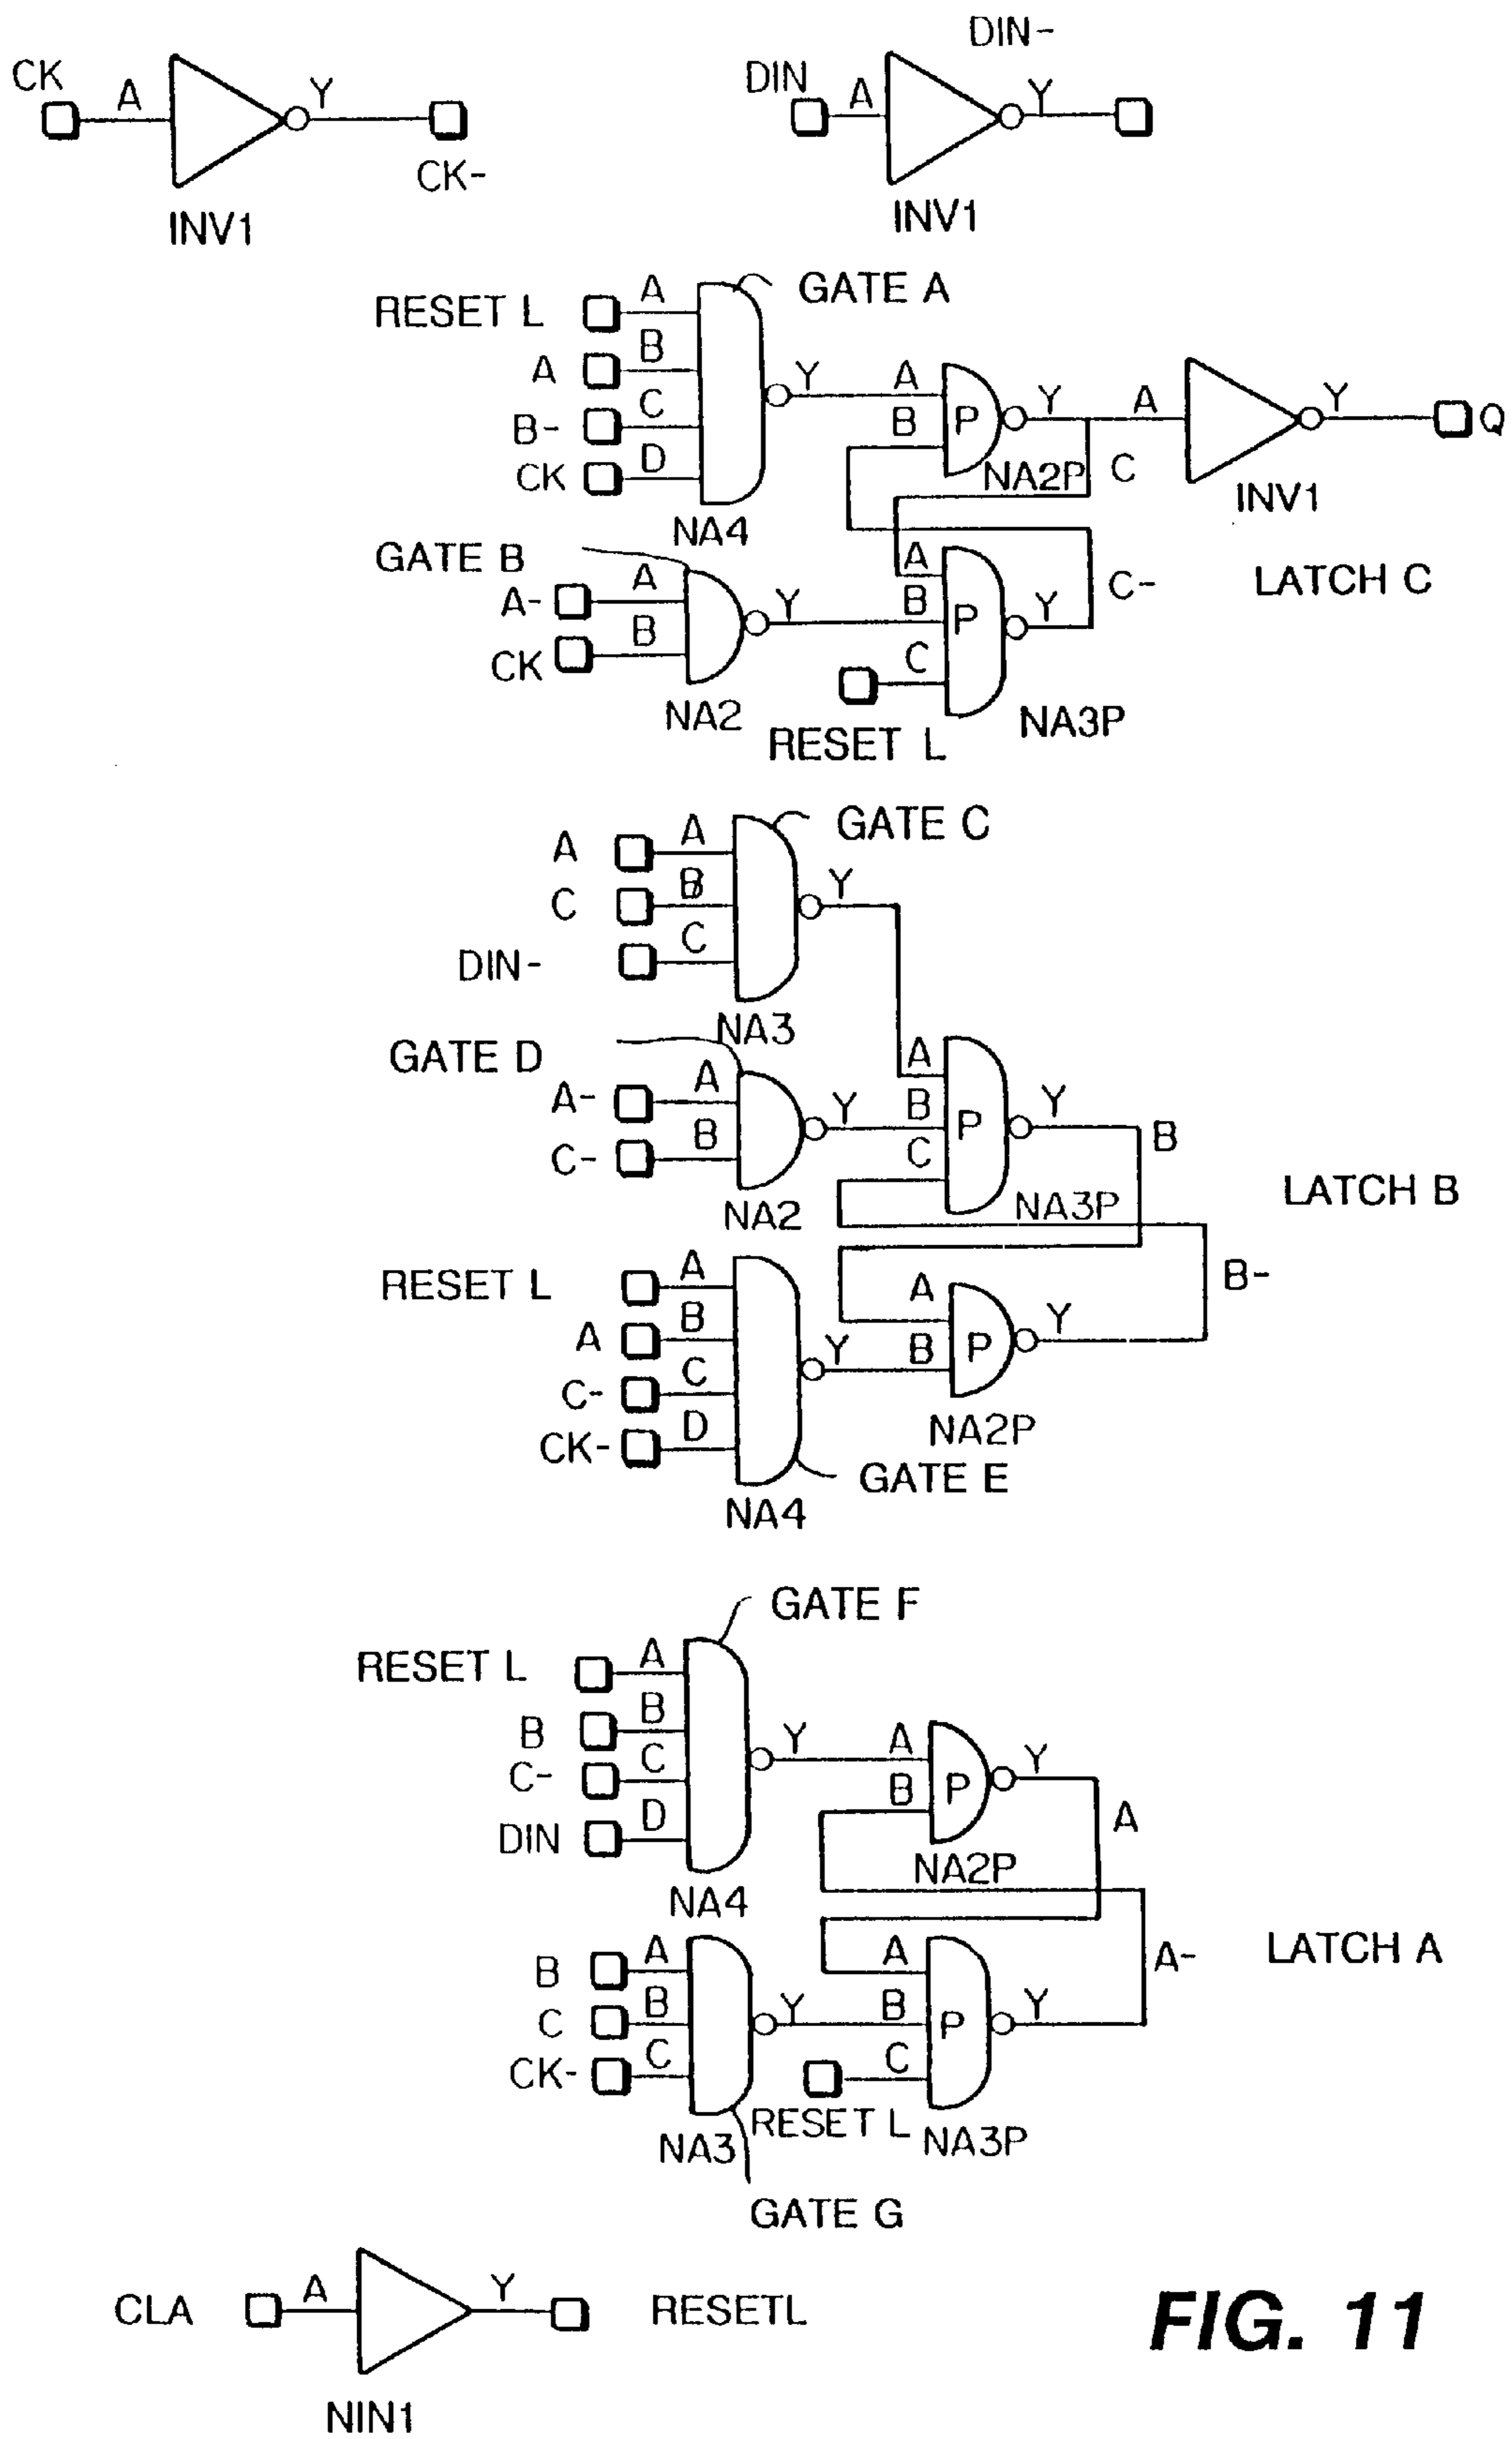 DIN-
CK A Y
DIN A Y
CK-
INV1
INV1
RESET L A GATE A
A B
B- C Y A Y A Y Q
B P
CK D
NA2P C
INV1
NA4
GATE B
A- A Y A
B P Y C- LATCH C
CK B
C
NA2
RESET L
NA3P
A A GATE C
C B Y
DIN- C
NA3
GATE D
A- A Y A
B P Y B
C- B
C
NA2
NA3P
LATCH B
RESET L A
A B Y A
B P Y B-
C- C
CK- D
NA2P
GATE E
NA4
GATE F
RESET L A
B B Y A Y
C- C B P A
DIN D
NA2P
NA4
B A A
C B Y B P Y A- LATCH A
CK- C C
RESET L
NA3 NA3P
GATE G
CLA A Y RESETL
NIN1
FIG. 11